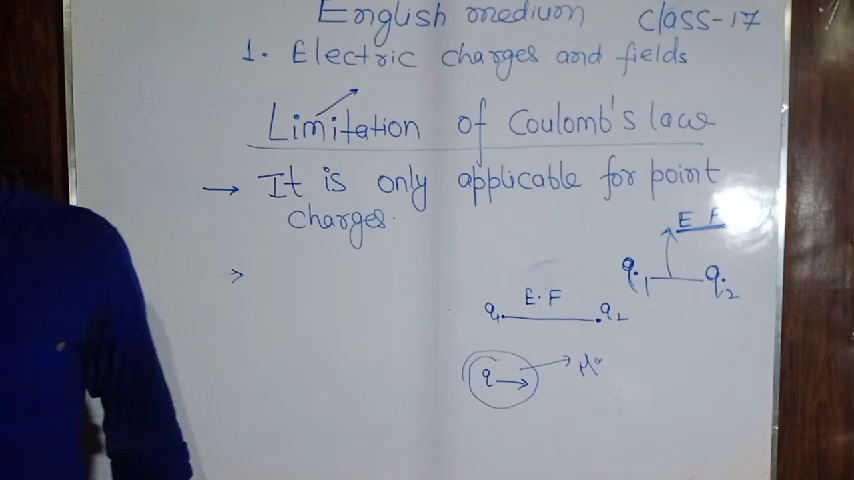 English medium class-17
1. Electric charges and fields
Limitation of Coulomb's law
→ It is only applicable for point
charges.
E F
q1 q2
E.F
q1 q2
q